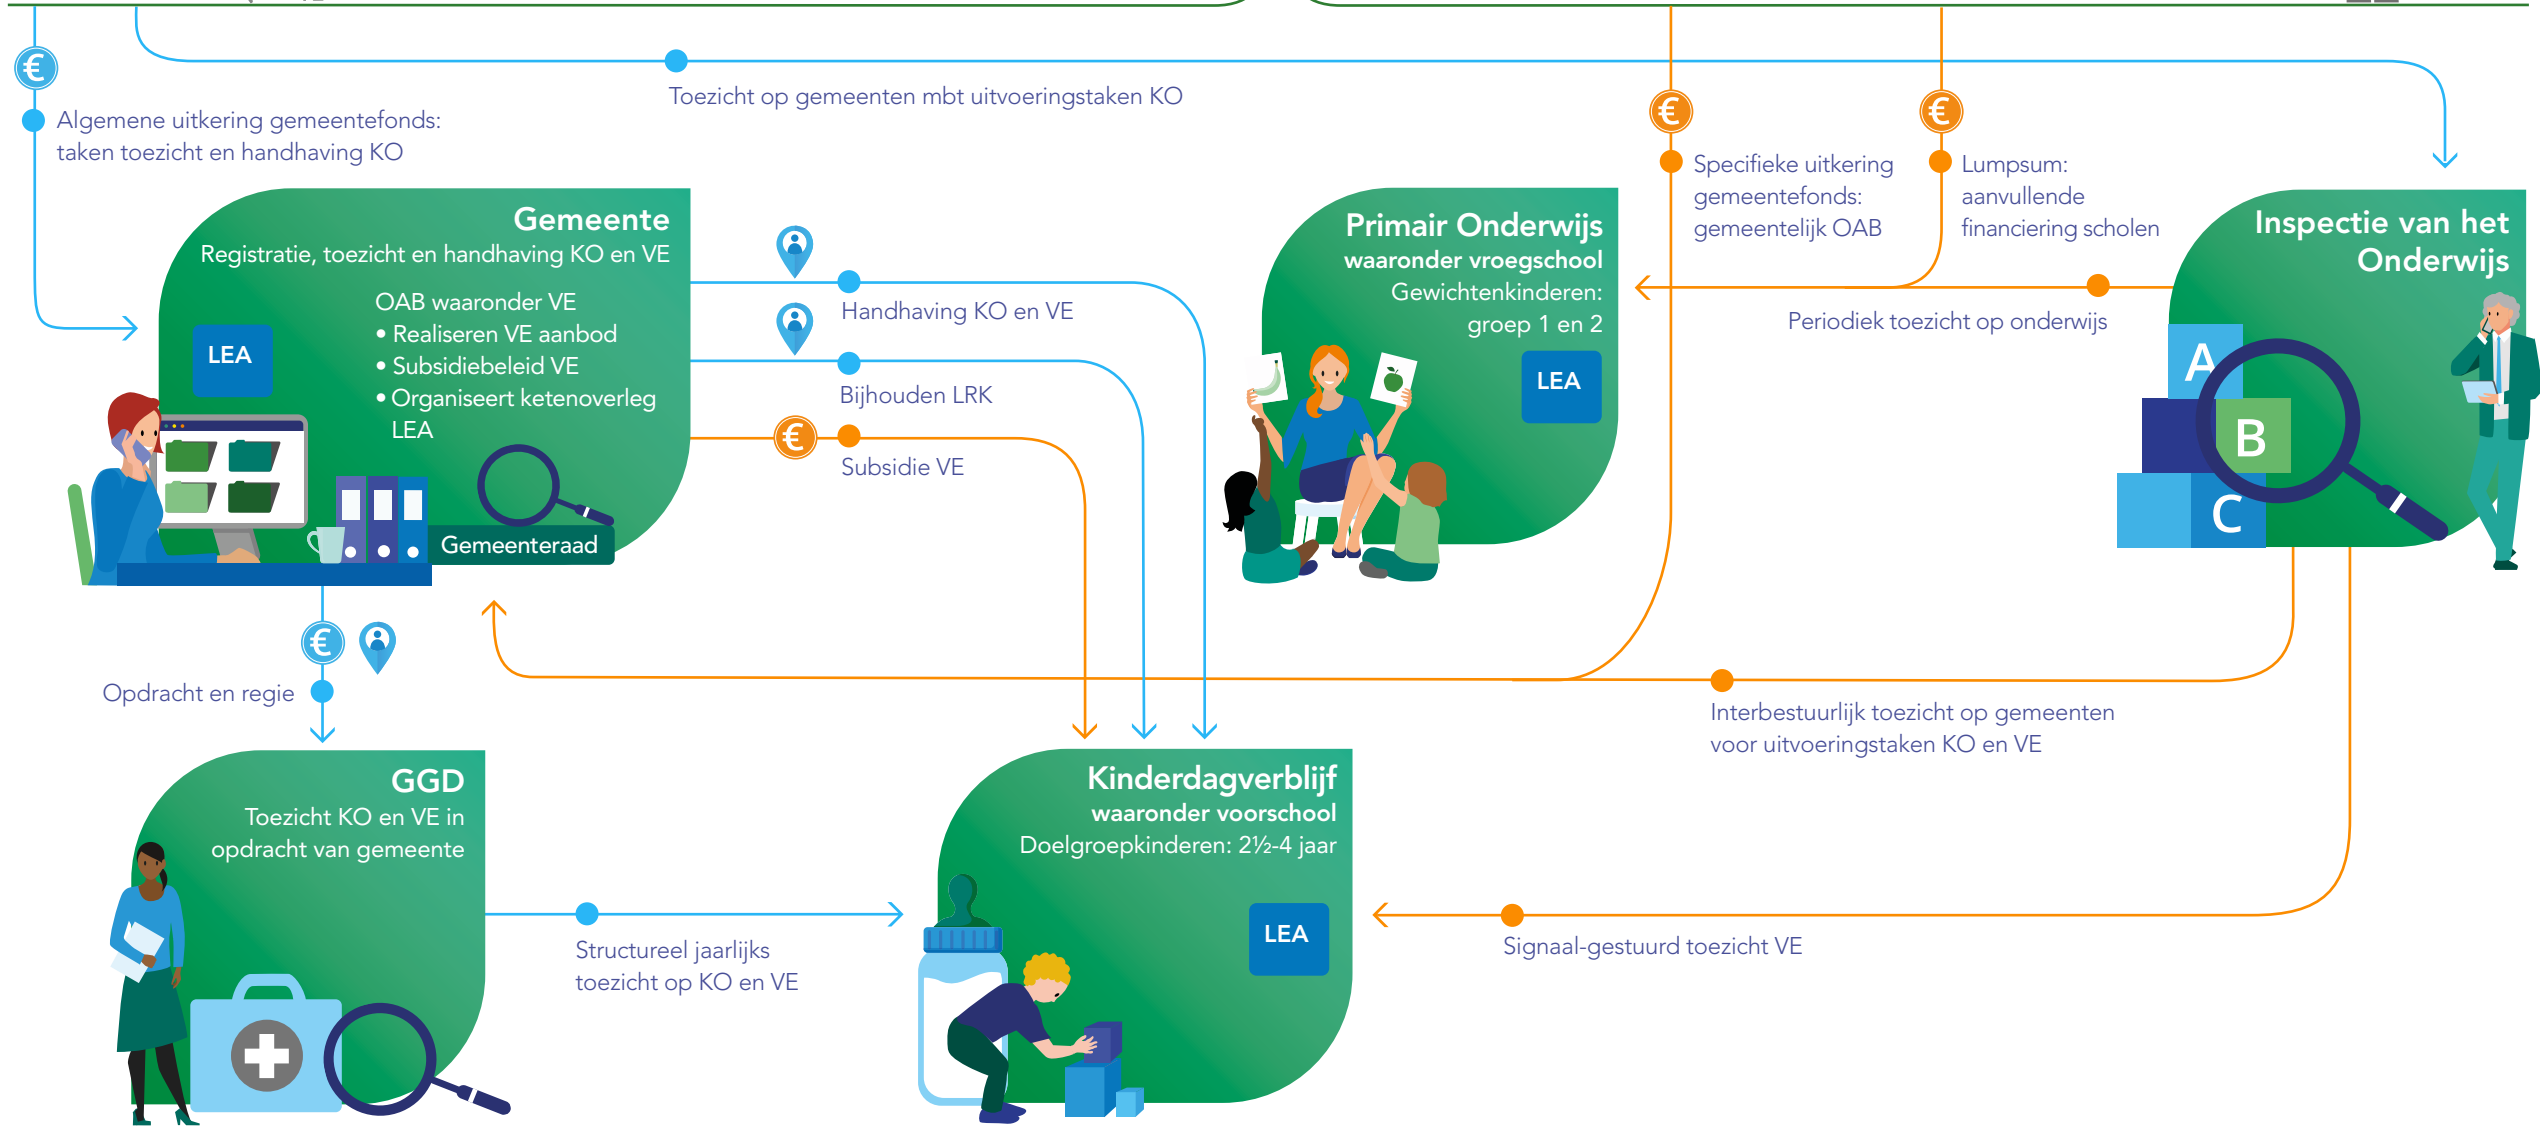 Toezicht op gemeenten mbt uitvoeringstaken KO
€
Algemene uitkering gemeentefonds:
taken toezicht en handhaving KO
€
Specifieke uitkering
gemeentefonds:
gemeentelijk OAB
€
Lumpsum:
aanvullende
financiering scholen
Gemeente
Registratie, toezicht en handhaving KO en VE
OAB waaronder VE
• Realiseren VE aanbod
• Subsidiebeleid VE
• Organiseert ketenoverleg
LEA
LEA
Gemeenteraad
Handhaving KO en VE
Bijhouden LRK
€
Subsidie VE
Primair Onderwijs
waaronder vroegschool
Gewichtenkinderen:
groep 1 en 2
LEA
Periodiek toezicht op onderwijs
Inspectie van het
Onderwijs
A
B
C
€
Opdracht en regie
Interbestuurlijk toezicht op gemeenten
voor uitvoeringstaken KO en VE
GGD
Toezicht KO en VE in
opdracht van gemeente
Structureel jaarlijks
toezicht op KO en VE
Kinderdagverblijf
waaronder voorschool
Doelgroepkinderen: 2½-4 jaar
LEA
Signaal-gestuurd toezicht VE